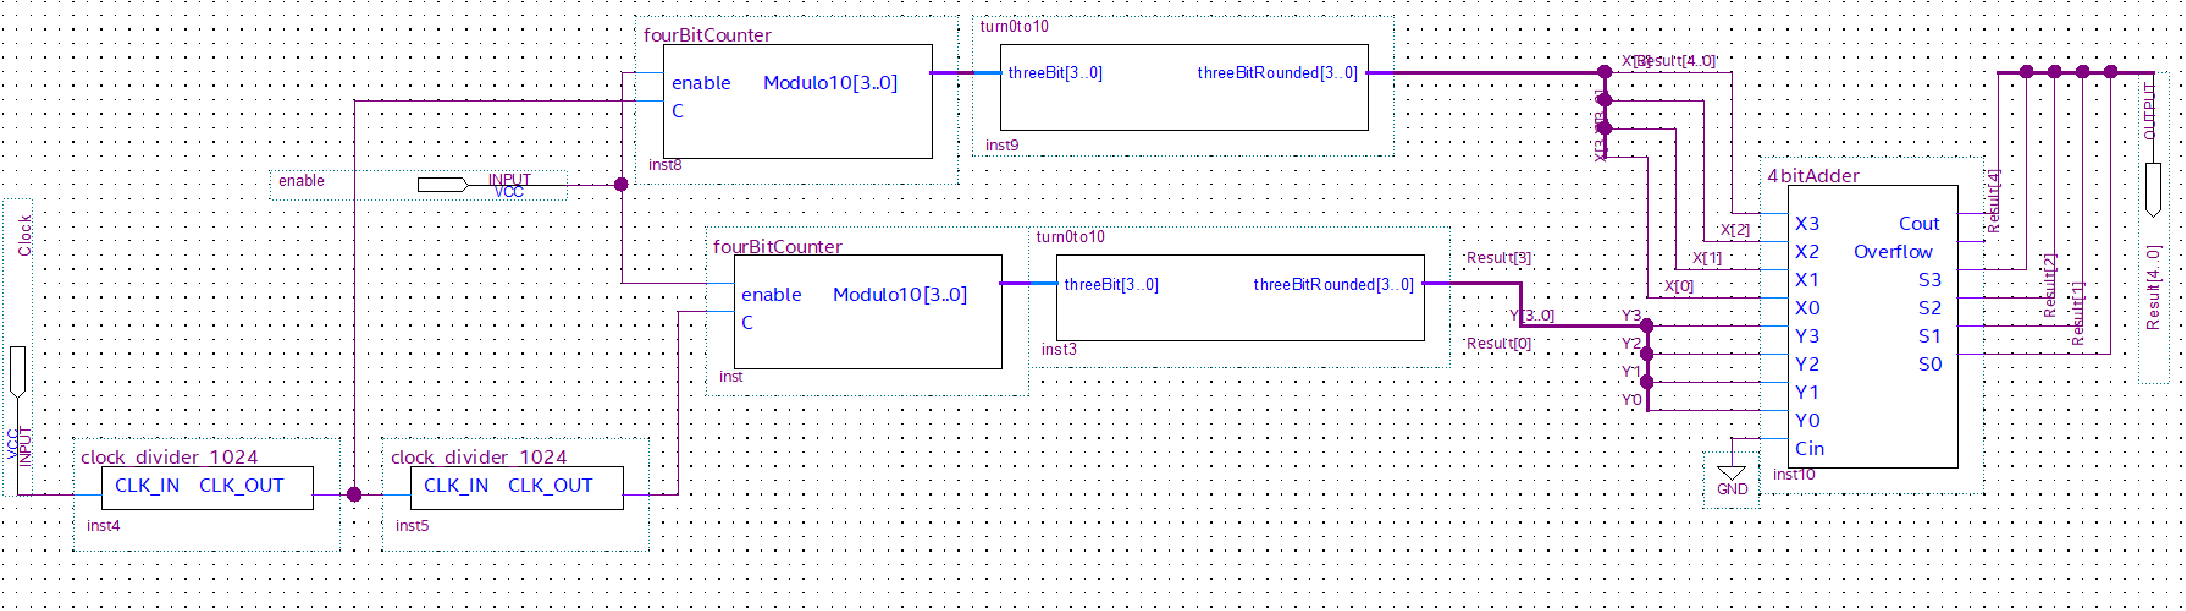 fourBitCounter
enable
Modulo10[3..0]
C
inst8
turn0to10
threeBit[3..0]
threeBitRounded[3..0]
inst9
Result[4..0]
enable
INPUT
VCC
Clock
VCC
INPUT
fourBitCounter
enable
Modulo10[3..0]
C
inst
turn0to10
threeBit[3..0]
threeBitRounded[3..0]
inst3
Result[3]
Y[3..0]
Result[0]
Y3
Y2
Y1
Y0
X[2]
X[1]
X[0]
4bitAdder
X3
X2
X1
X0
Y3
Y2
Y1
Y0
Cin
Cout
Overflow
S3
S2
S1
S0
inst10
GND
Result[4]
Result[2]
Result[1]
OUTPUT
Result[4..0]
clock_divider_1024
CLK_IN
CLK_OUT
inst4
clock_divider_1024
CLK_IN
CLK_OUT
inst5